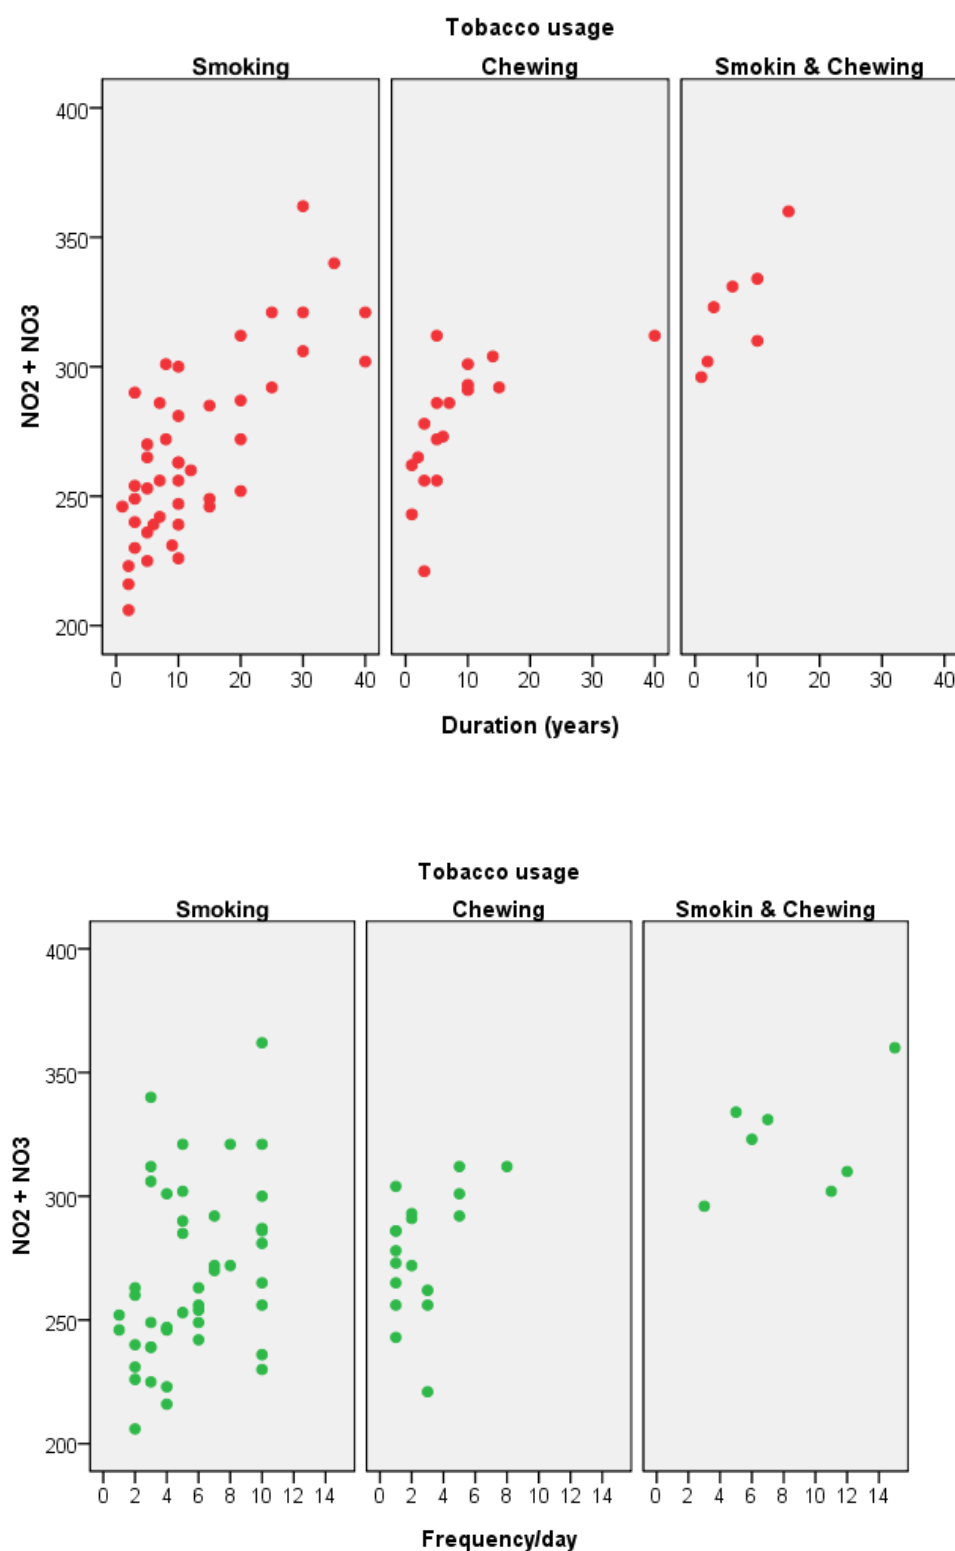 Tobacco usage
Smoking Chewing Smokin & Chewing
400
350
300
250
200
NO2 + NO3
0 10 20 30 40 0 10 20 30 40 0 10 20 30 40
Duration (years)
Tobacco usage
Smoking Chewing Smokin & Chewing
400
350
300
250
200
NO2 + NO3
0 2 4 6 8 10 12 14 0 2 4 6 8 10 12 14 0 2 4 6 8 10 12 14
Frequency/day